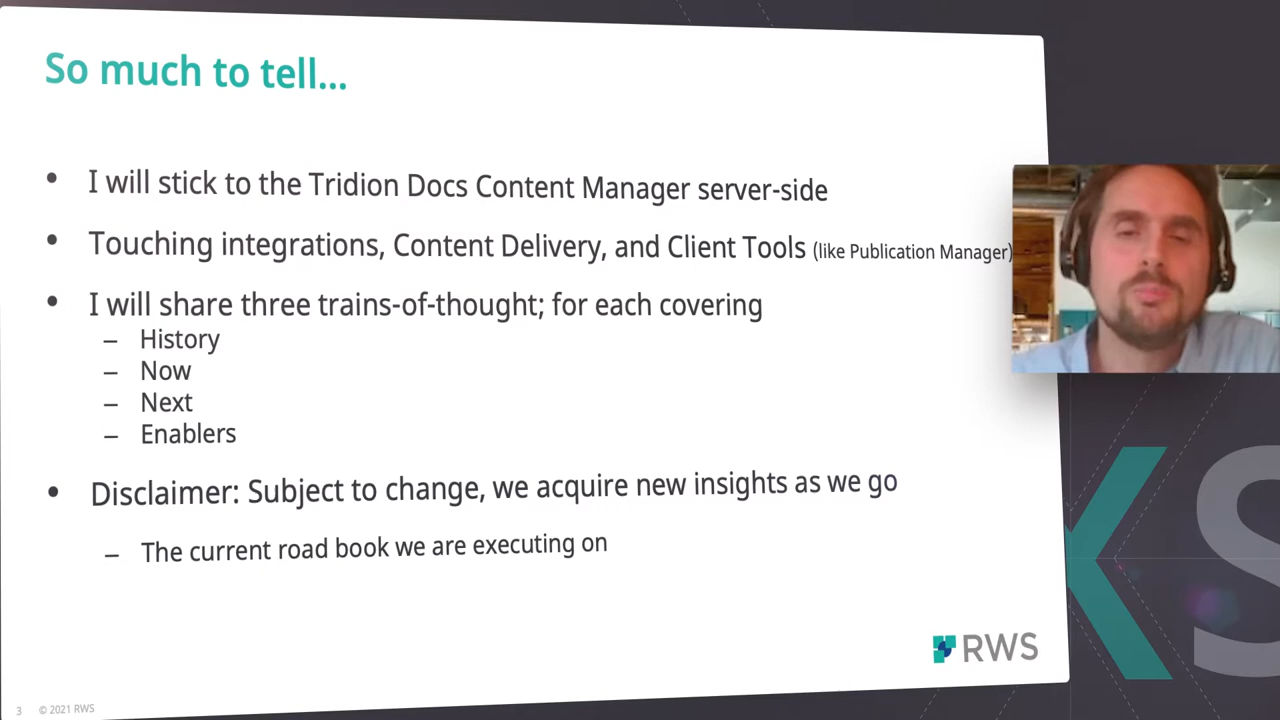 So much to tell...
• I will stick to the Tridion Docs Content Manager server-side
• Touching integrations, Content Delivery, and Client Tools (like Publication Manager)
• I will share three trains-of-thought; for each covering
– History
– Now
– Next
– Enablers
• Disclaimer: Subject to change, we acquire new insights as we go
– The current road book we are executing on
RWS
3 © 2021 RWS